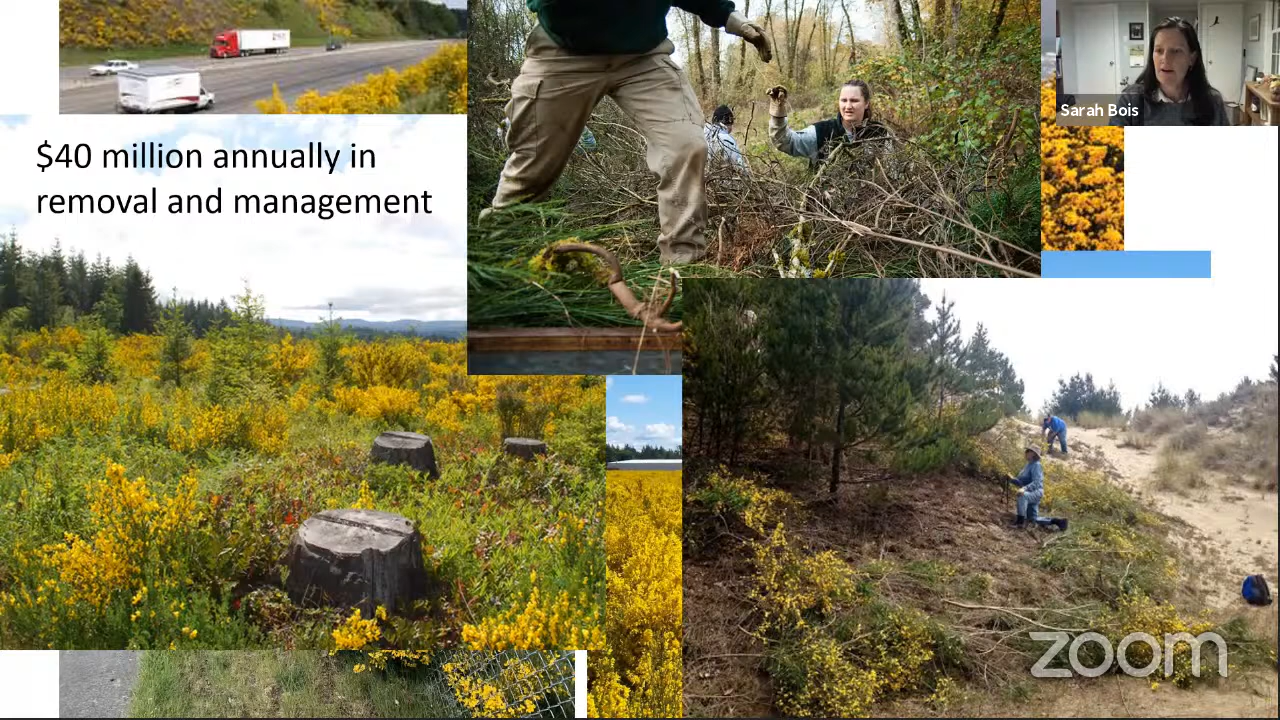 $40 million annually in
removal and management
Sarah Bois
zoom